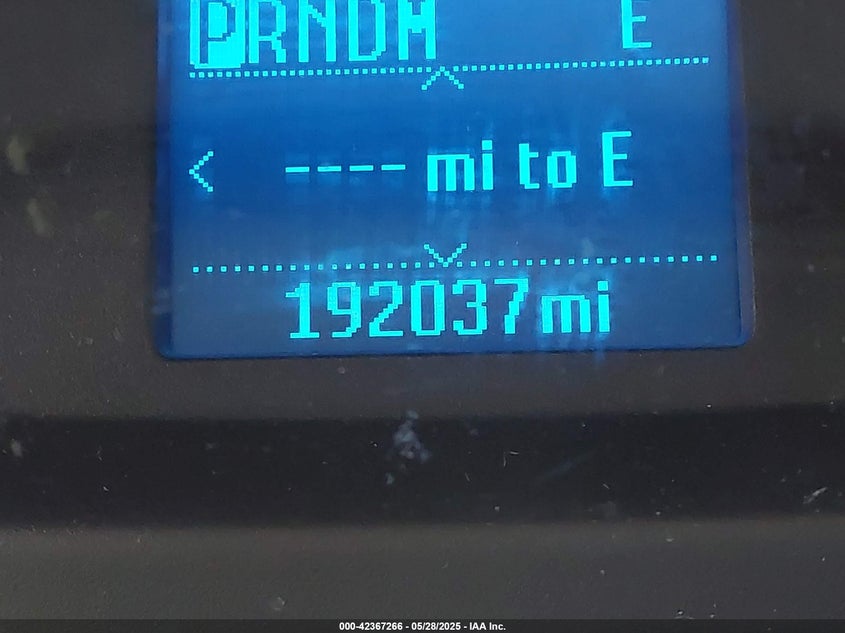 PRNDM E
< ---- mi to E
192037mi
000-42367266 - 05/28/2025 - IAA Inc.